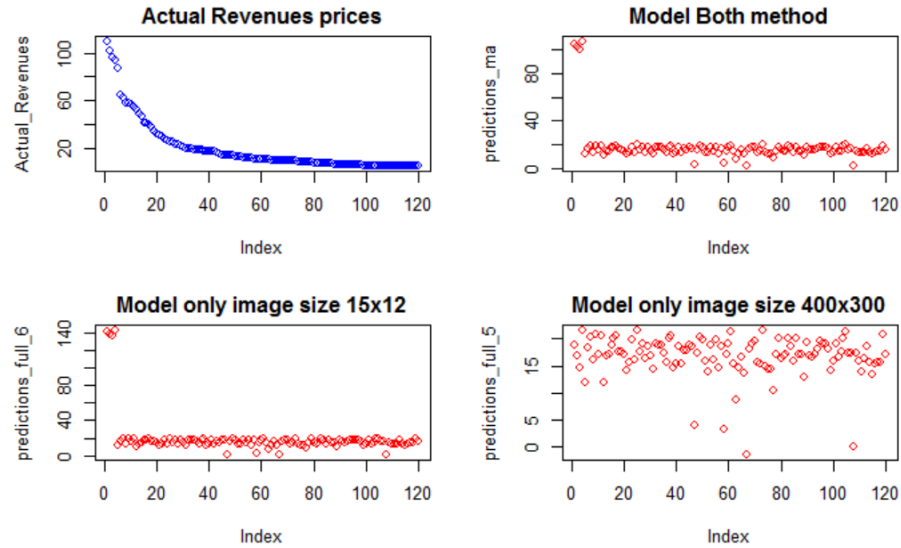 Actual Revenues prices
Actual_Revenues
20 60 100
0 20 40 60 80 100 120
Index
Model Both method
predictions_ma
0 40 80
0 20 40 60 80 100 120
Index
Model only image size 15x12
predictions_full_6
0 40 80 140
0 20 40 60 80 100 120
Index
Model only image size 400x300
predictions_full_5
0 5 15
0 20 40 60 80 100 120
Index